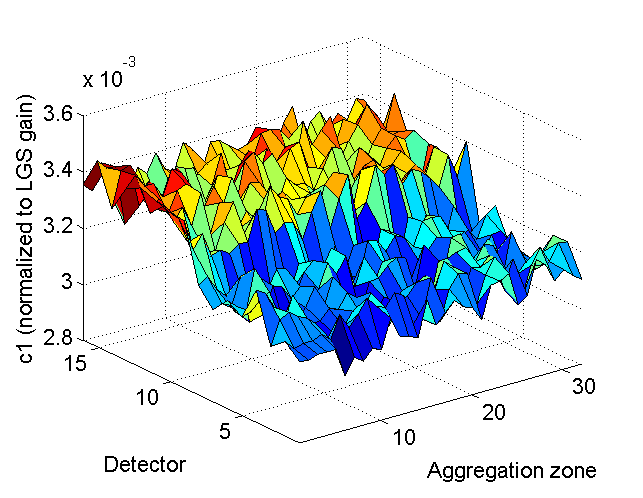 x 10-3
3.6
3.4
3.2
3
2.8
c1 (normalized to LGS gain)
15
10
5
Detector
10
20
30
Aggregation zone